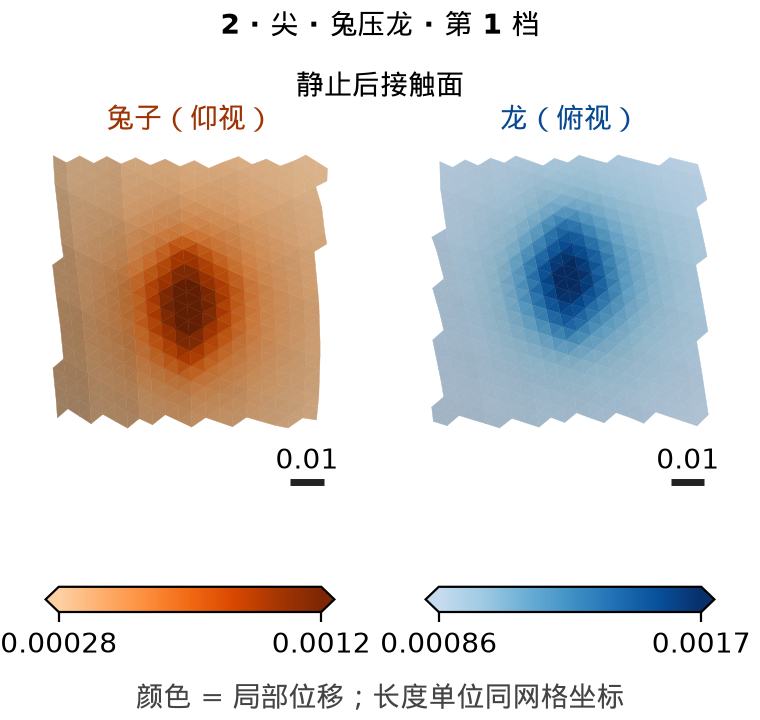 2 · 尖 · 兔压龙 · 第 1 档
静止后接触面
兔子（仰视）
龙（俯视）
0.01
0.01
0.00028
0.0012
0.00086
0.0017
颜色 = 局部位移；长度单位同网格坐标